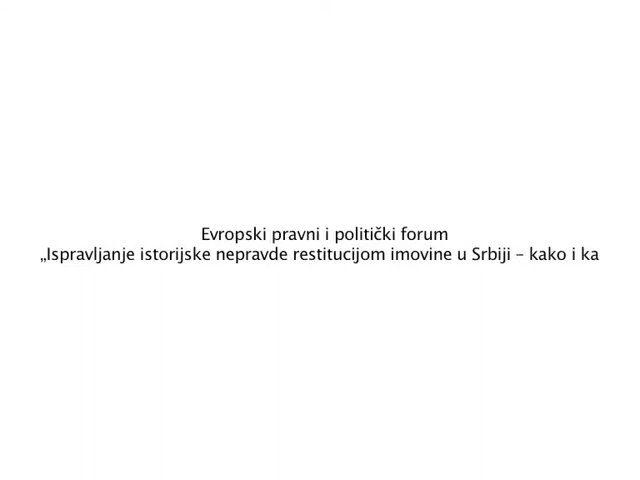 Evropski pravni i politički forum
„Ispravljanje istorijske nepravde restitucijom imovine u Srbiji – kako i ka